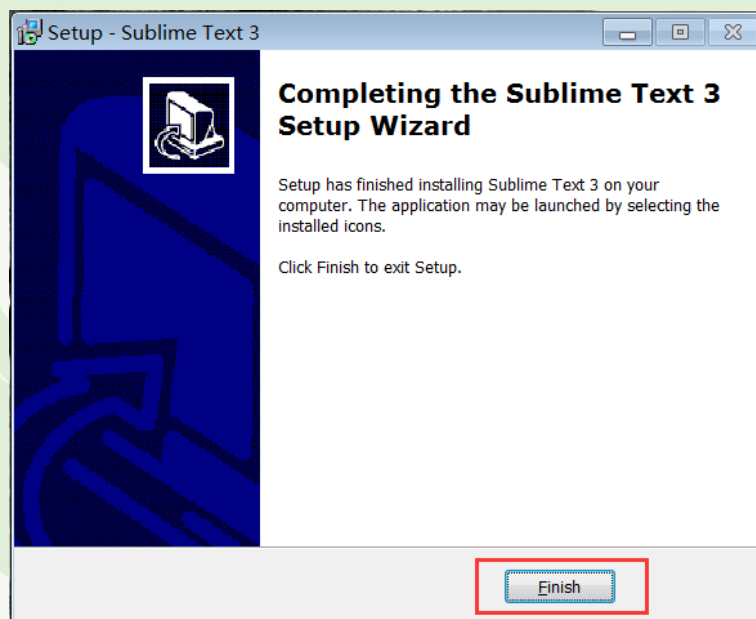 Setup - Sublime Text 3
Completing the Sublime Text 3
Setup Wizard
Setup has finished installing Sublime Text 3 on your
computer. The application may be launched by selecting the
installed icons.
Click Finish to exit Setup.
Finish